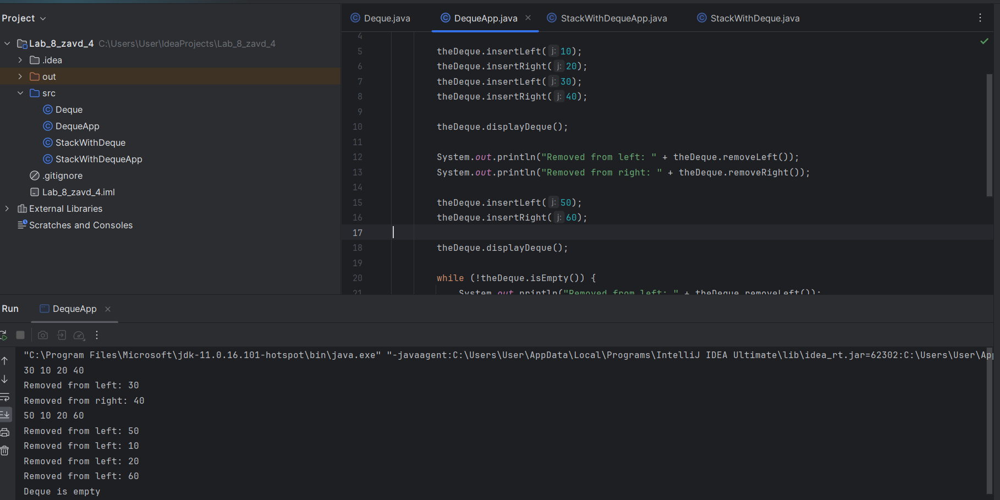 Project
Lab_8_zavd_4 C:\Users\User\IdeaProjects\Lab_8_zavd_4
.idea
out
src
Deque
DequeApp
StackWithDeque
StackWithDequeApp
.gitignore
Lab_8_zavd_4.iml
External Libraries
Scratches and Consoles
Deque.java DequeApp.java StackWithDequeApp.java StackWithDeque.java
4
5 theDeque.insertLeft( j: 10);
6 theDeque.insertRight( j: 20);
7 theDeque.insertLeft( j: 30);
8 theDeque.insertRight( j: 40);
9
10 theDeque.displayDeque();
11
12 System.out.println("Removed from left: " + theDeque.removeLeft());
13 System.out.println("Removed from right: " + theDeque.removeRight());
14
15 theDeque.insertLeft( j: 50);
16 theDeque.insertRight( j: 60);
17
18 theDeque.displayDeque();
19
20 while (!theDeque.isEmpty()) {
21 System.out.println("Removed from left: " + theDeque.removeLeft());
Run DequeApp
"C:\Program Files\Microsoft\jdk-11.0.16.101-hotspot\bin\java.exe" "-javaagent:C:\Users\User\AppData\Local\Programs\IntelliJ IDEA Ultimate\lib\idea_rt.jar=62302:C:\Users\User\Ap
30 10 20 40
Removed from left: 30
Removed from right: 40
50 10 20 60
Removed from left: 50
Removed from left: 10
Removed from left: 20
Removed from left: 60
Deque is empty